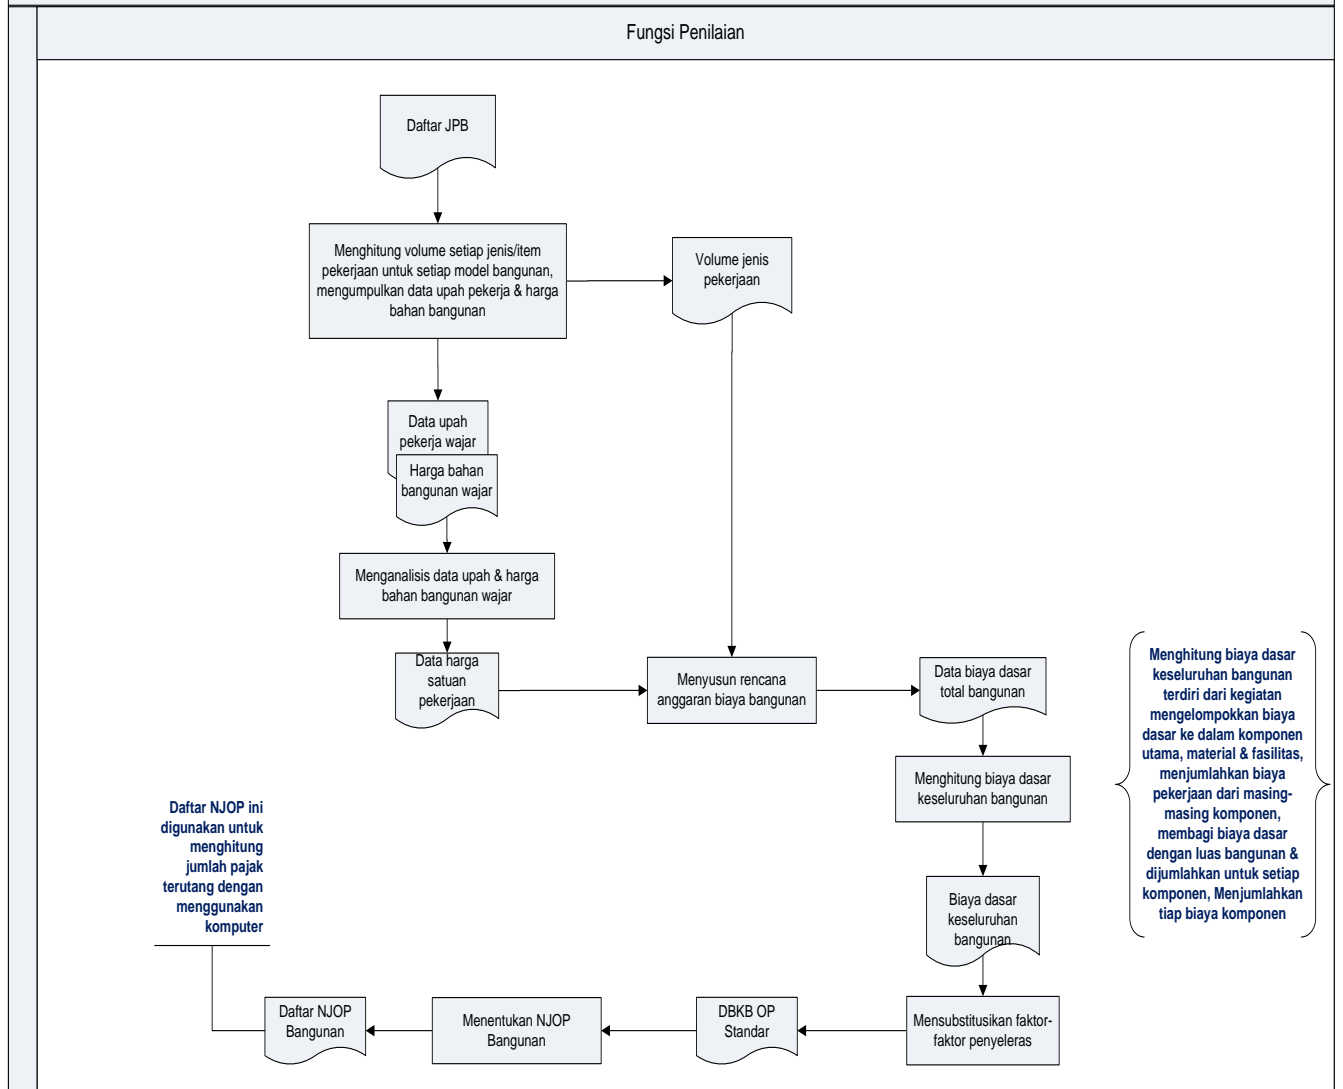 Fungsi Penilaian
Daftar JPB
Menghitung volume setiap jenis/item
pekerjaan untuk setiap model bangunan,
mengumpulkan data upah pekerja & harga
bahan bangunan
Volume jenis
pekerjaan
Data upah
pekerja wajar
Harga bahan
bangunan wajar
Menganalisis data upah & harga
bahan bangunan wajar
Data harga
satuan
pekerjaan
Menyusun rencana
anggaran biaya bangunan
Data biaya dasar
total bangunan
Menghitung biaya dasar
keseluruhan bangunan
terdiri dari kegiatan
mengelompokkan biaya
dasar ke dalam komponen
utama, material & fasilitas,
menjumlahkan biaya
pekerjaan dari masing-
masing komponen,
membagi biaya dasar
dengan luas bangunan &
dijumlahkan untuk setiap
komponen, Menjumlahkan
tiap biaya komponen
Menghitung biaya dasar
keseluruhan bangunan
Biaya dasar
keseluruhan
bangunan
Daftar NJOP ini
digunakan untuk
menghitung
jumlah pajak
terutang dengan
menggunakan
komputer
Daftar NJOP
Bangunan
Menentukan NJOP
Bangunan
DBKB OP
Standar
Mensubstitusikan faktor-
faktor penyeleras